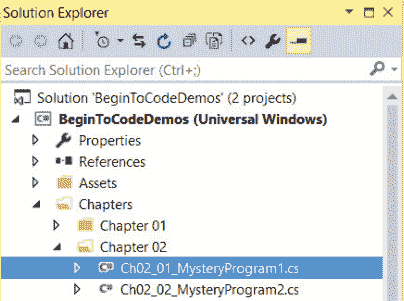 Solution Explorer
Search Solution Explorer (Ctrl+;)
Solution 'BeginToCodeDemos' (2 projects)
BeginToCodeDemos (Universal Windows)
Properties
References
Assets
Chapters
Chapter 01
Chapter 02
Ch02_01_MysteryProgram1.cs
Ch02_02_MysteryProgram2.cs